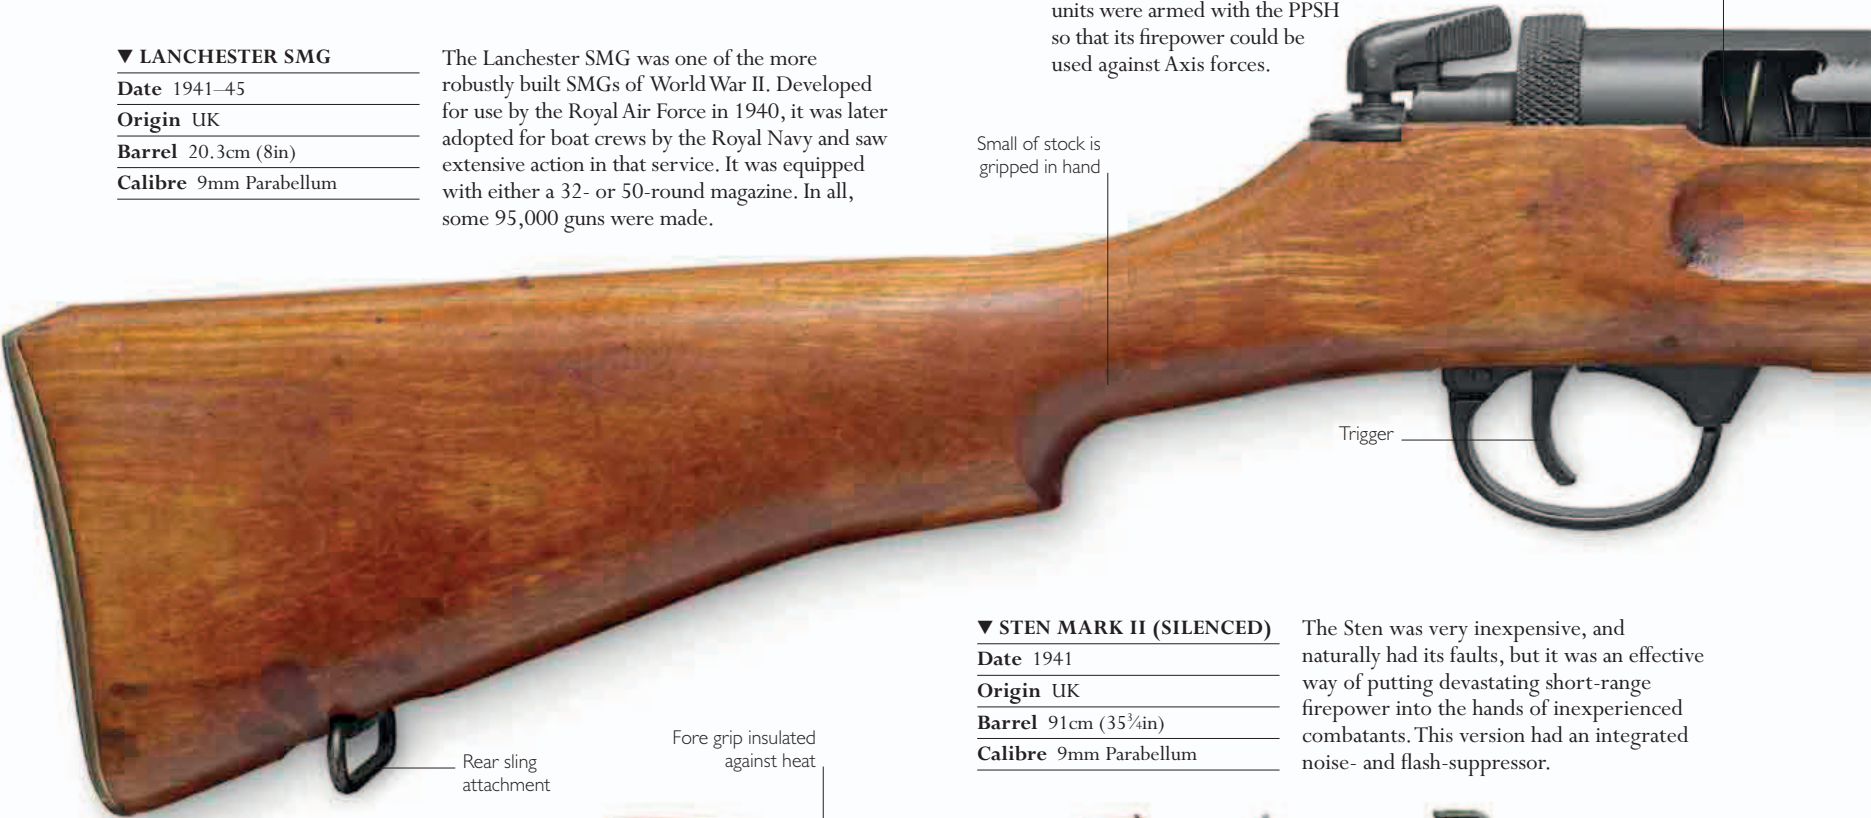 units were armed with the PPSH
so that its firepower could be
used against Axis forces.
▼ LANCHESTER SMG
Date 1941–45
Origin UK
Barrel 20.3cm (8in)
Calibre 9mm Parabellum
The Lanchester SMG was one of the more
robustly built SMGs of World War II. Developed
for use by the Royal Air Force in 1940, it was later
adopted for boat crews by the Royal Navy and saw
extensive action in that service. It was equipped
with either a 32- or 50-round magazine. In all,
some 95,000 guns were made.
Small of stock is
gripped in hand
Trigger
▼ STEN MARK II (SILENCED)
Date 1941
Origin UK
Barrel 91cm (35¾in)
Calibre 9mm Parabellum
The Sten was very inexpensive, and
naturally had its faults, but it was an effective
way of putting devastating short-range
firepower into the hands of inexperienced
combatants. This version had an integrated
noise- and flash-suppressor.
Rear sling
attachment
Fore grip insulated
against heat